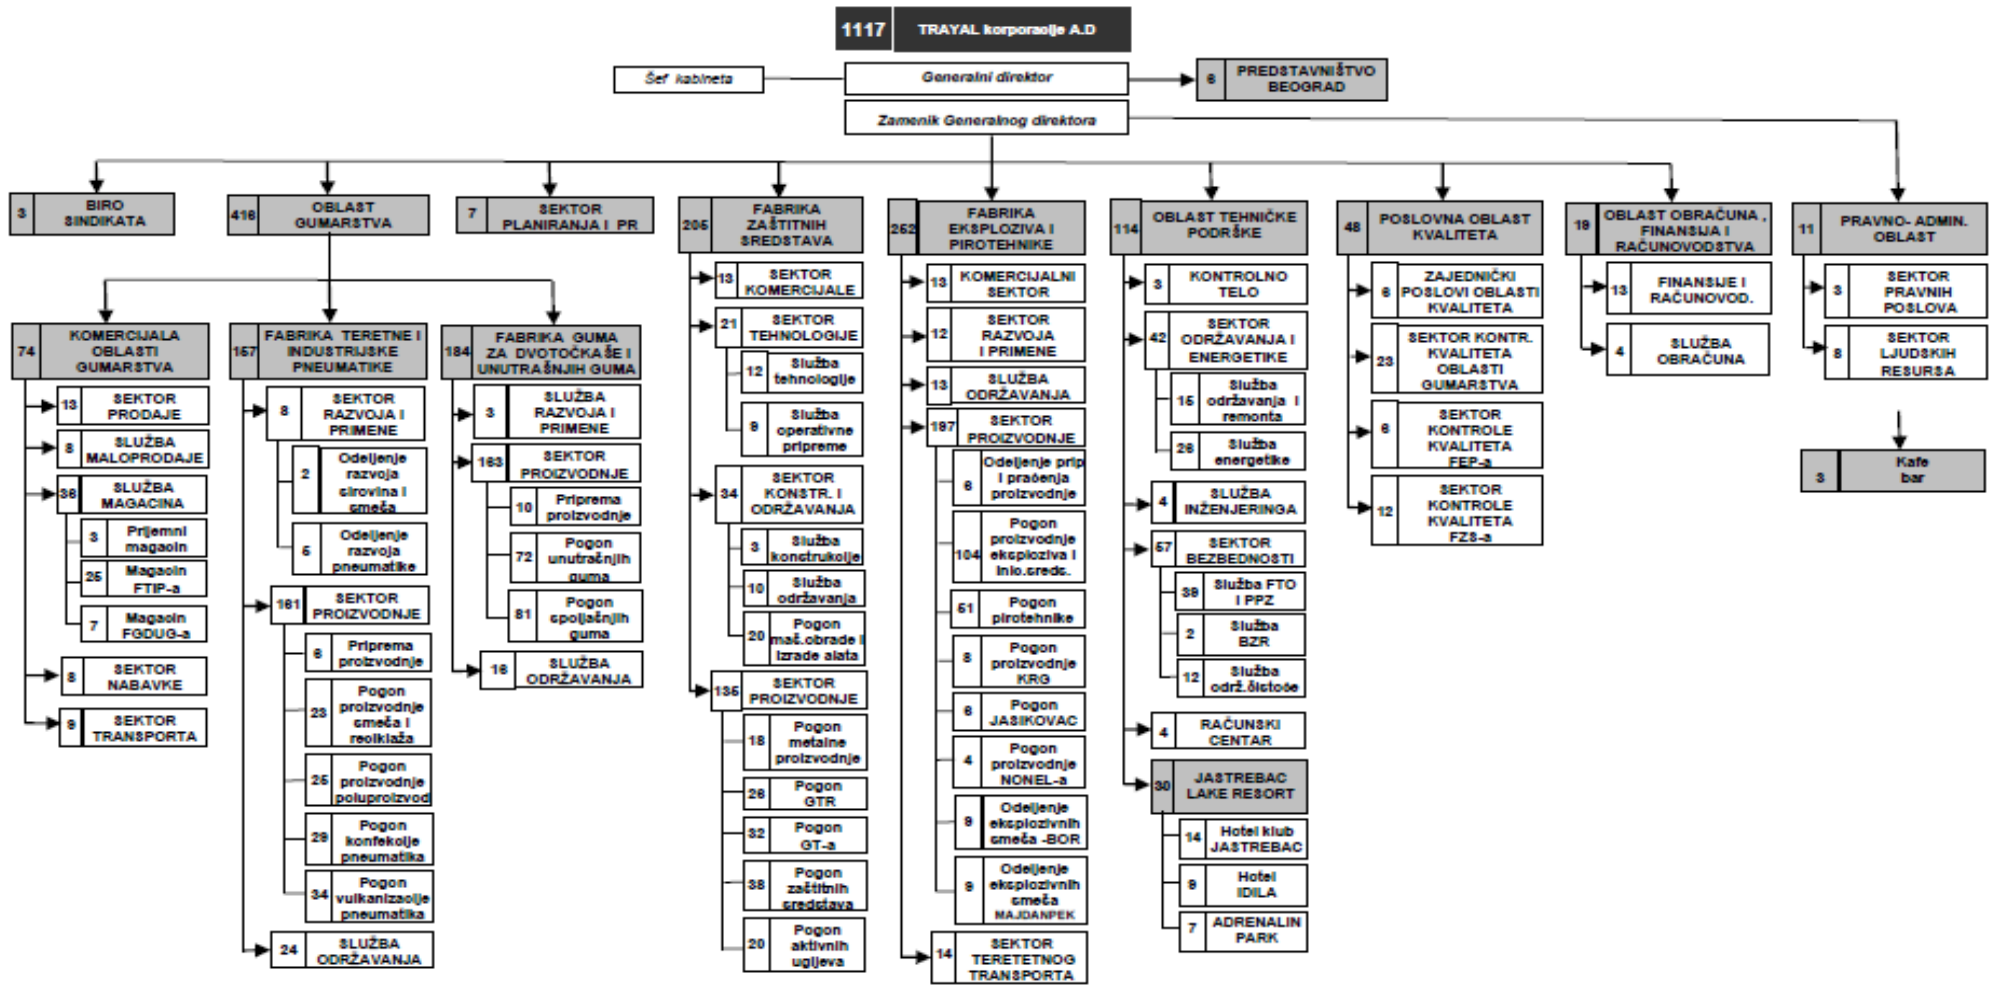 1117 TRAYAL korporacije A.D
Šef kabineta
Generalni direktor
6 PREDSTAVNIŠTVO
BEOGRAD
Zamenik Generalnog direktora
3 BIRO
SINDIKATA
416 OBLAST
GUMARSTVA
7 SEKTOR
PLANIRANJA I PR
205 FABRIKA
ZAŠTITNIH
SREDSTAVA
252 FABRIKA
EKSPLOZIVA I
PIROTEHNIKE
114 OBLAST TEHNIČKE
PODRŠKE
48 POSLOVNA OBLAST
KVALITETA
19 OBLAST OBRAČUNA ,
FINANSIJA I
RAČUNOVODSTVA
11 PRAVNO- ADMIN.
OBLAST
74 KOMERCIJALA
OBLASTI
GUMARSTVA
13 SEKTOR
PRODAJE
8 SLUŽBA
MALOPRODAJE
36 SLUŽBA
MAGACINA
3 Prijemni
magacin
25 Magacin
FTIP-a
7 Magacin
FGDUG-a
8 SEKTOR
NABAVKE
9 SEKTOR
TRANSPORTA
157 FABRIKA TERETNE I
INDUSTRIJSKE
PNEUMATIKE
8 SEKTOR
RAZVOJA I
PRIMENE
2 Odeljenje
razvoja
sirovina i
smeša
5 Odeljenje
razvoja
pneumatike
161 SEKTOR
PROIZVODNJE
6 Priprema
proizvodnje
23 Pogon
proizvodnje
smeša i
reciklaža
25 Pogon
proizvodnje
poluproizvod
29 Pogon
konfekcije
pneumatika
34 Pogon
vulkanizacije
pneumatika
24 SLUŽBA
ODRŽAVANJA
184 FABRIKA GUMA
ZA DVOTOČKAŠE I
UNUTRAŠNJIH GUMA
3 SLUŽBA
RAZVOJA I
PRIMENE
163 SEKTOR
PROIZVODNJE
10 Priprema
proizvodnje
72 Pogon
unutrašnjih
guma
81 Pogon
spoljašnjih
guma
16 SLUŽBA
ODRŽAVANJA
13 SEKTOR
KOMERCIJALE
21 SEKTOR
TEHNOLOGIJE
12 Služba
tehnologije
9 Služba
operativne
pripreme
34 SEKTOR
KONSTR. I
ODRŽAVANJA
3 Služba
konstrukcije
10 Služba
održavanja
20 Pogon
maš.obrade i
izrade alata
135 SEKTOR
PROIZVODNJE
18 Pogon
metalne
proizvodnje
26 Pogon
GTR
32 Pogon
GT-a
38 Pogon
zaštitnih
sredstava
20 Pogon
aktivnih
ugljeva
13 KOMERCIJALNI
SEKTOR
12 SEKTOR
RAZVOJA
I PRIMENE
13 SLUŽBA
ODRŽAVANJA
197 SEKTOR
PROIZVODNJE
6 Odeljenje prip
i praćenja
proizvodnje
104 Pogon
proizvodnje
eksploziva i
inic.sreds.
51 Pogon
pirotehnike
8 Pogon
proizvodnje
KRG
6 Pogon
JASIKOVAC
4 Pogon
proizvodnje
NONEL-a
9 Odeljenje
eksplozivnih
smeša -BOR
9 Odeljenje
eksplozivnih
smeša
MAJDANPEK
14 SEKTOR
TERETETNOG
TRANSPORTA
3 KONTROLNO
TELO
42 SEKTOR
ODRŽAVANJA I
ENERGETIKE
15 Služba
održavanja i
remonta
26 Služba
energetike
4 SLUŽBA
INŽENJERINGA
57 SEKTOR
BEZBEDNOSTI
39 Služba FTO
I PPZ
2 Služba
BZR
12 Služba
održ.čistoće
4 RAČUNSKI
CENTAR
30 JASTREBAC
LAKE RESORT
14 Hotel klub
JASTREBAC
9 Hotel
IDILA
7 ADRENALIN
PARK
6 ZAJEDNIČKI
POSLOVI OBLASTI
KVALITETA
23 SEKTOR KONTR.
KVALITETA
OBLASTI
GUMARSTVA
6 SEKTOR
KONTROLE
KVALITETA
FEP-a
12 SEKTOR
KONTROLE
KVALITETA
FZS-a
13 FINANSIJE I
RAČUNOVOD.
4 SLUŽBA
OBRAČUNA
3 SEKTOR
PRAVNIH
POSLOVA
8 SEKTOR
LJUDSKIH
RESURSA
3 Kafe
bar